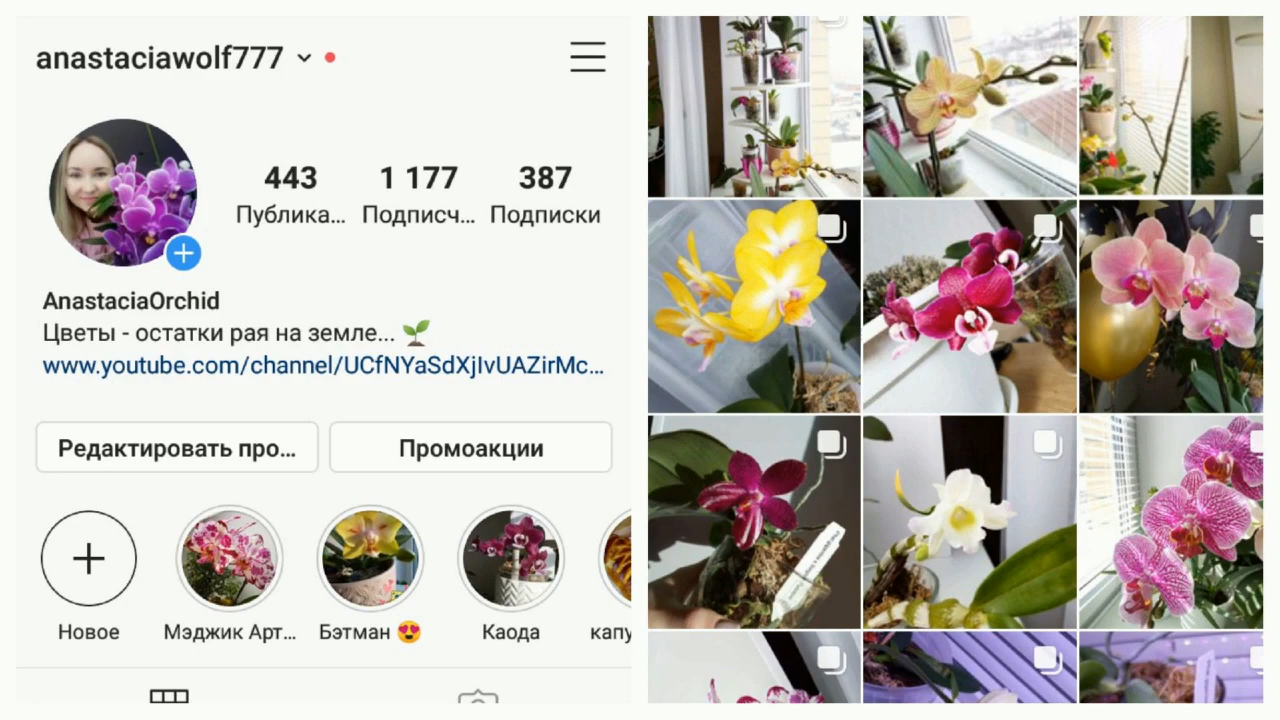 anastaciawolf777
443 1 177 387
Публика... Подписч... Подписки
AnastaciaOrchid
Цветы - остатки рая на земле... 🌱
www.youtube.com/channel/UCfNYaSdXjIvUAZirMc...
Редактировать про... Промоакции
Новое Мэджик Арт... Бэтман 😍 Каода капу